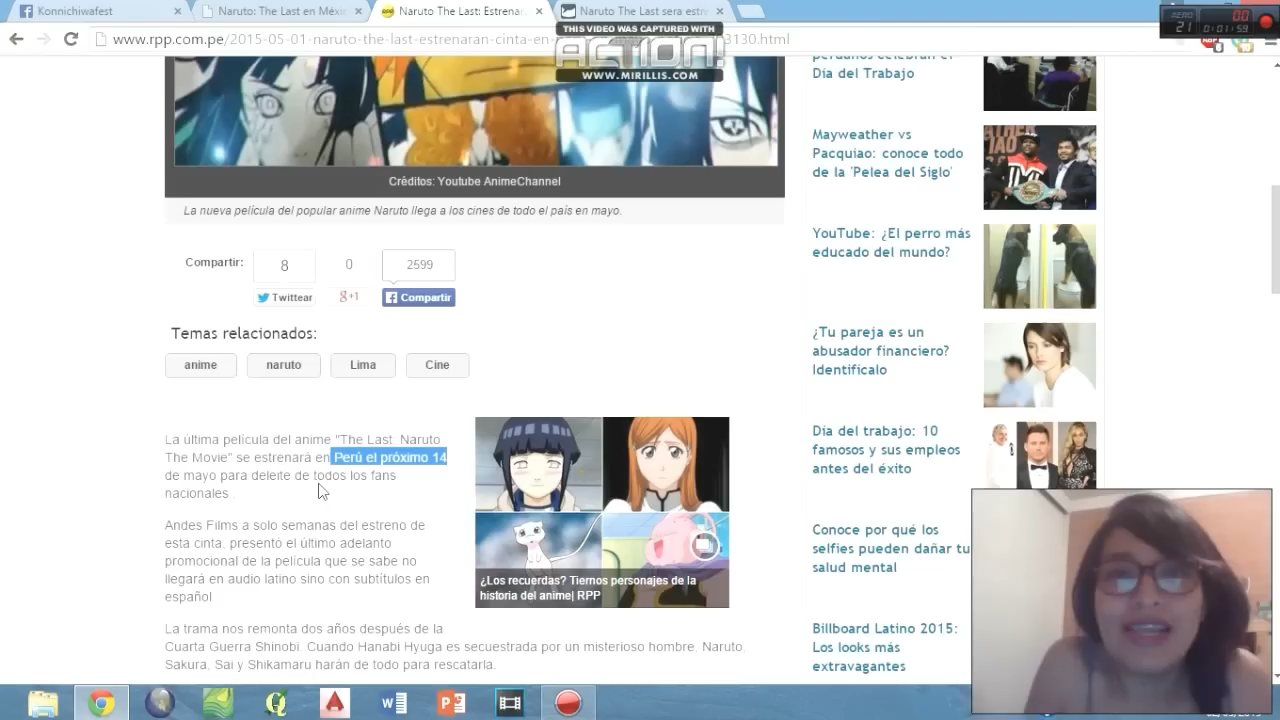 Konnichiwafest
Naruto: The Last en Méxic
Naruto The Last: Estrenar
Naruto The Last sera estre
THIS VIDEO WAS CAPTURED WITH
ACTION!
WWW.MIRILLIS.COM
21
00
0:01:59
www.rpp.com
3130.html
Créditos: Youtube AnimeChannel
La nueva película del popular anime Naruto llega a los cines de todo el país en mayo.
Compartir:
8
0
2599
Twittear
g+1
Compartir
Temas relacionados:
anime
naruto
Lima
Cine
La última película del anime "The Last Naruto
The Movie" se estrenará en Perú el próximo 14
de mayo para deleite de todos los fans
nacionales.
Andes Films a solo semanas del estreno de
esta cinta presentó el último adelanto
promocional de la película que se sabe no
llegará en audio latino sino con subtítulos en
español.
¿Los recuerdas? Tiernos personajes de la
historia del anime| RPP
La trama nos remonta dos años después de la
Cuarta Guerra Shinobi. Cuando Hanabi Hyuga es secuestrada por un misterioso hombre, Naruto,
Sakura, Sai y Shikamaru harán de todo para rescatarla.
peruanos celebran el
Día del Trabajo
Mayweather vs
Pacquiao: conoce todo
de la 'Pelea del Siglo'
YouTube: ¿El perro más
educado del mundo?
¿Tu pareja es un
abusador financiero?
Identifícalo
Día del trabajo: 10
famosos y sus empleos
antes del éxito
Conoce por qué los
selfies pueden dañar tu
salud mental
Billboard Latino 2015:
Los looks más
extravagantes